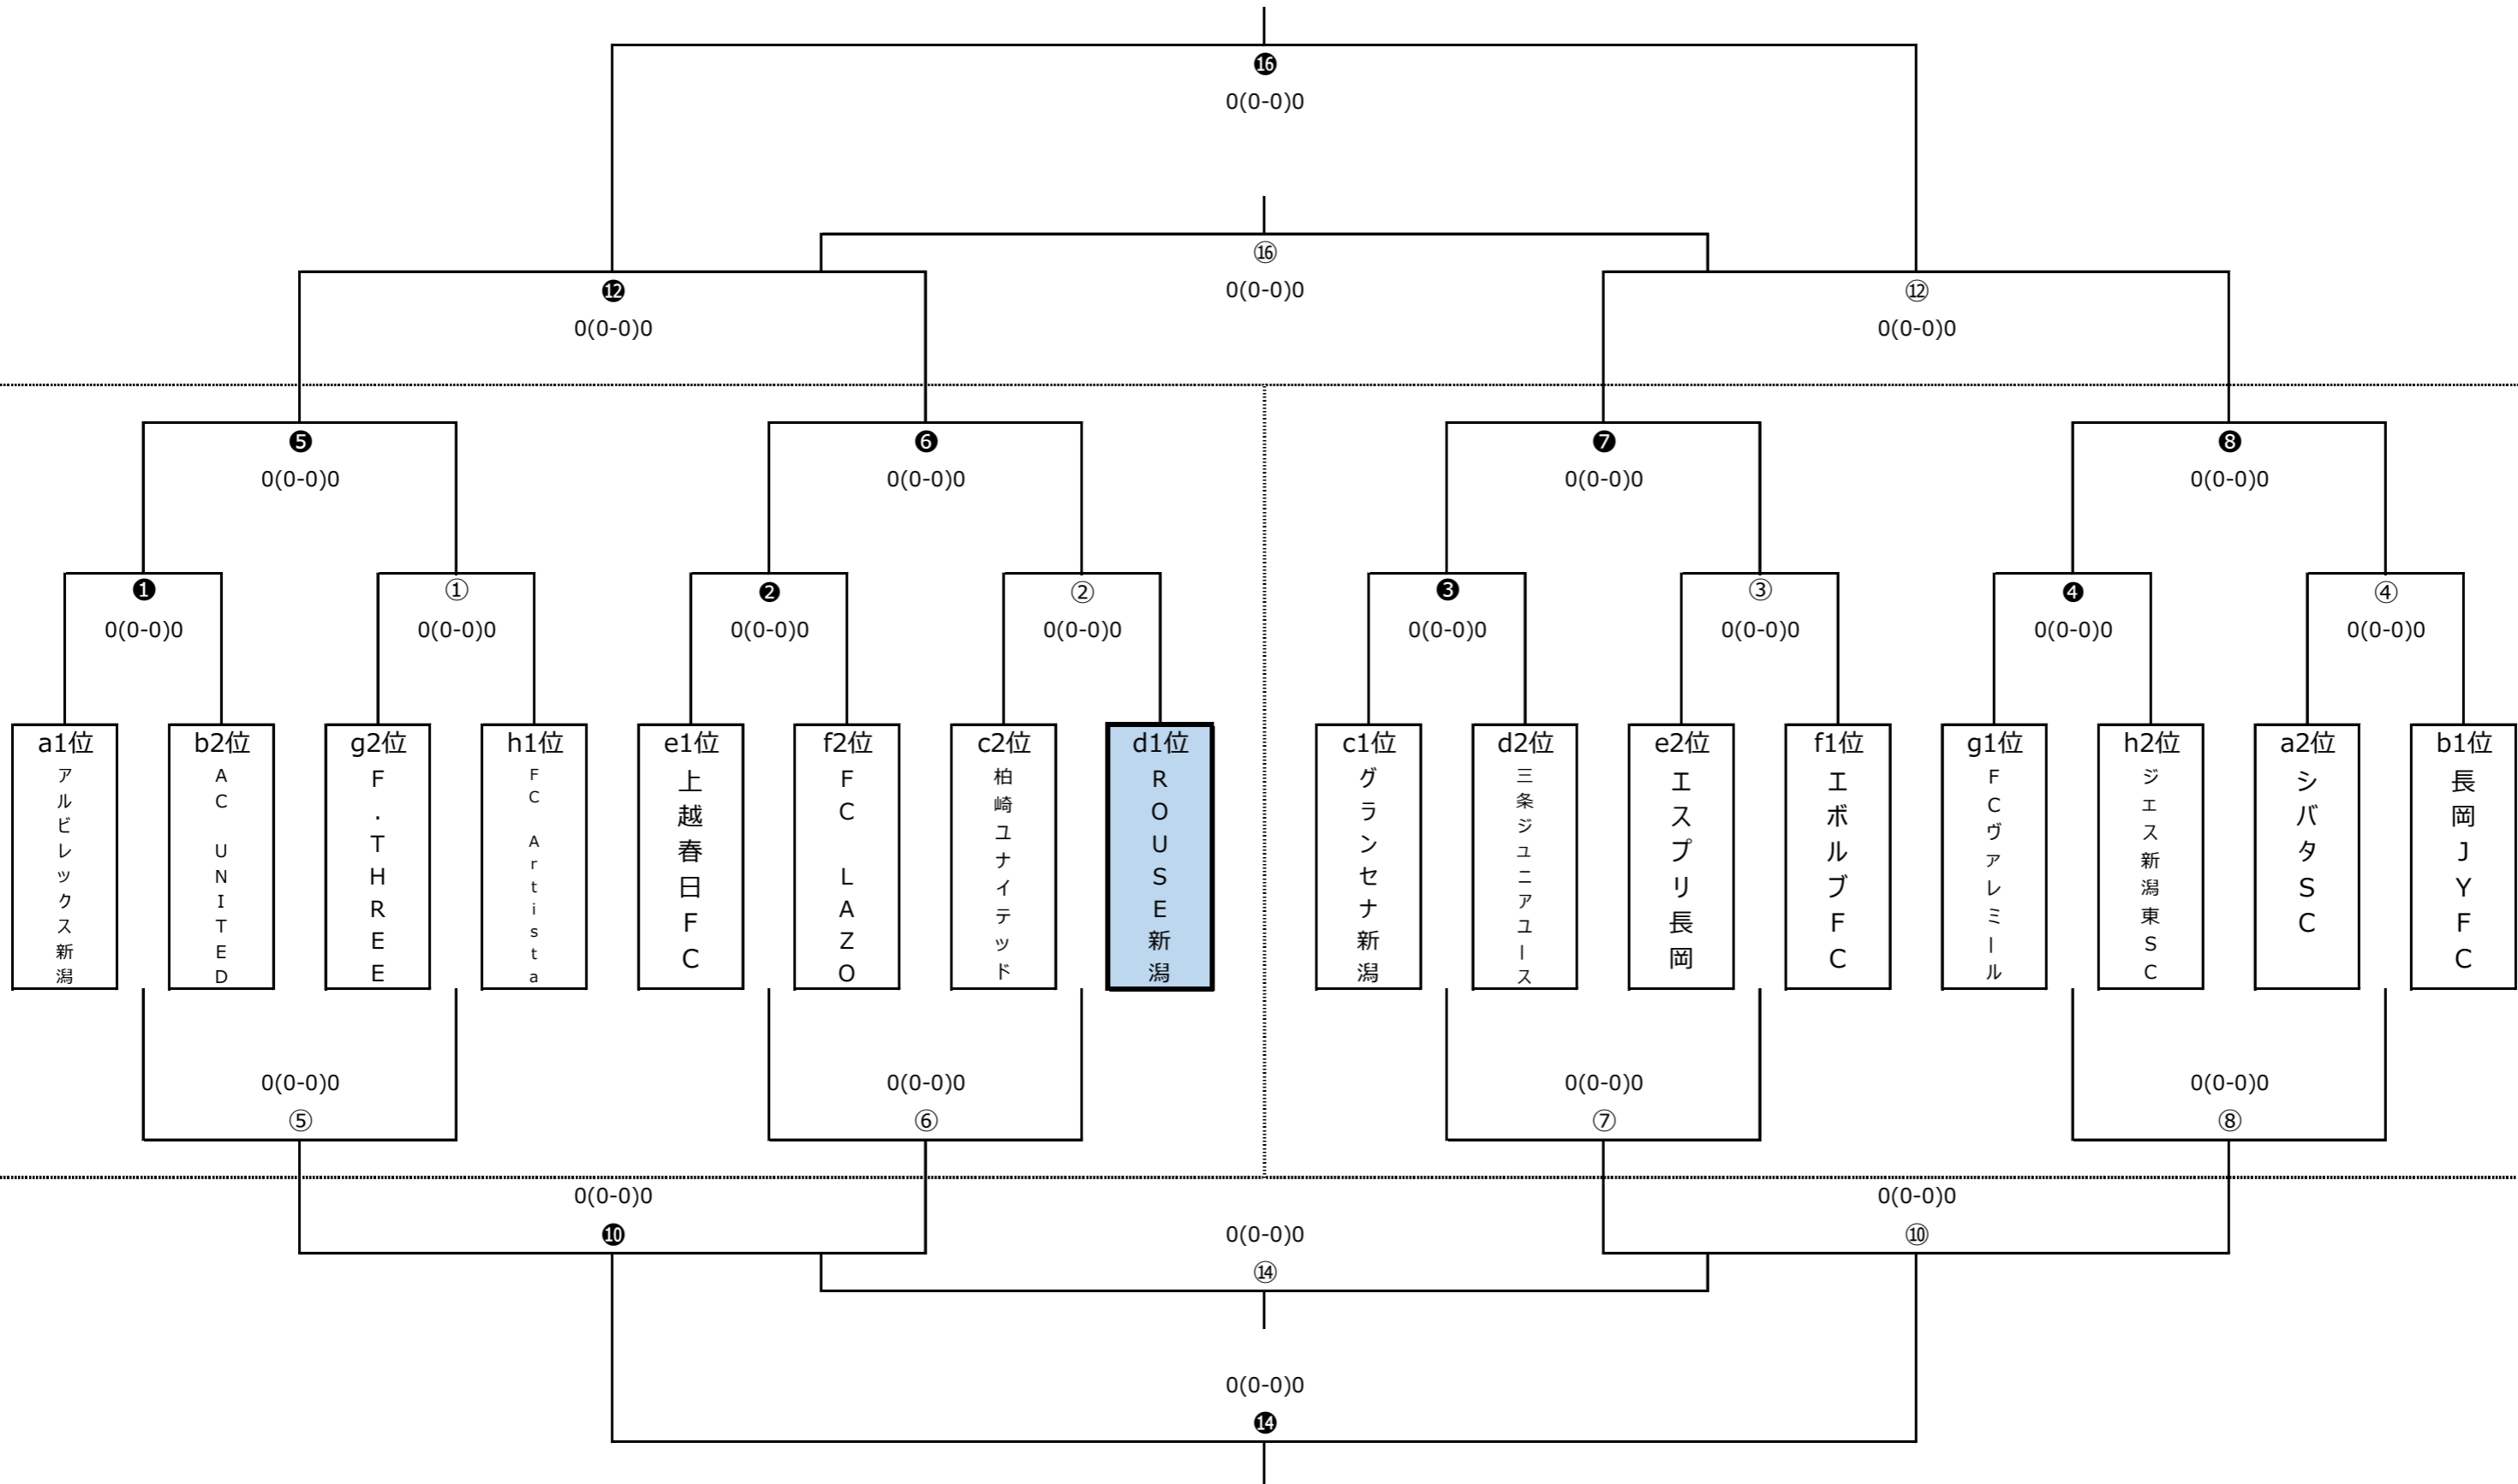 ⓰
0(0-0)0
⑯
0(0-0)0
⓬
0(0-0)0
⑫
0(0-0)0
❺
0(0-0)0
❻
0(0-0)0
❼
0(0-0)0
❽
0(0-0)0
❶
0(0-0)0
①
0(0-0)0
❷
0(0-0)0
②
0(0-0)0
❸
0(0-0)0
③
0(0-0)0
❹
0(0-0)0
④
0(0-0)0
a1位
アルビレックス新潟
b2位
AC UNITED
g2位
F.THREE
h1位
FC Artista
e1位
上越春日FC
f2位
FC LAZO
c2位
柏崎ユナイテッド
d1位
ROUSE新潟
c1位
グランセナ新潟
d2位
三条ジュニアユース
e2位
エスプリ長岡
f1位
エボルブFC
g1位
FCヴァレミール
h2位
ジェス新潟東SC
a2位
シバタSC
b1位
長岡JYFC
0(0-0)0
⑤
0(0-0)0
⑥
0(0-0)0
⑦
0(0-0)0
⑧
0(0-0)0
❿
0(0-0)0
⑩
0(0-0)0
⑭
0(0-0)0
⓮